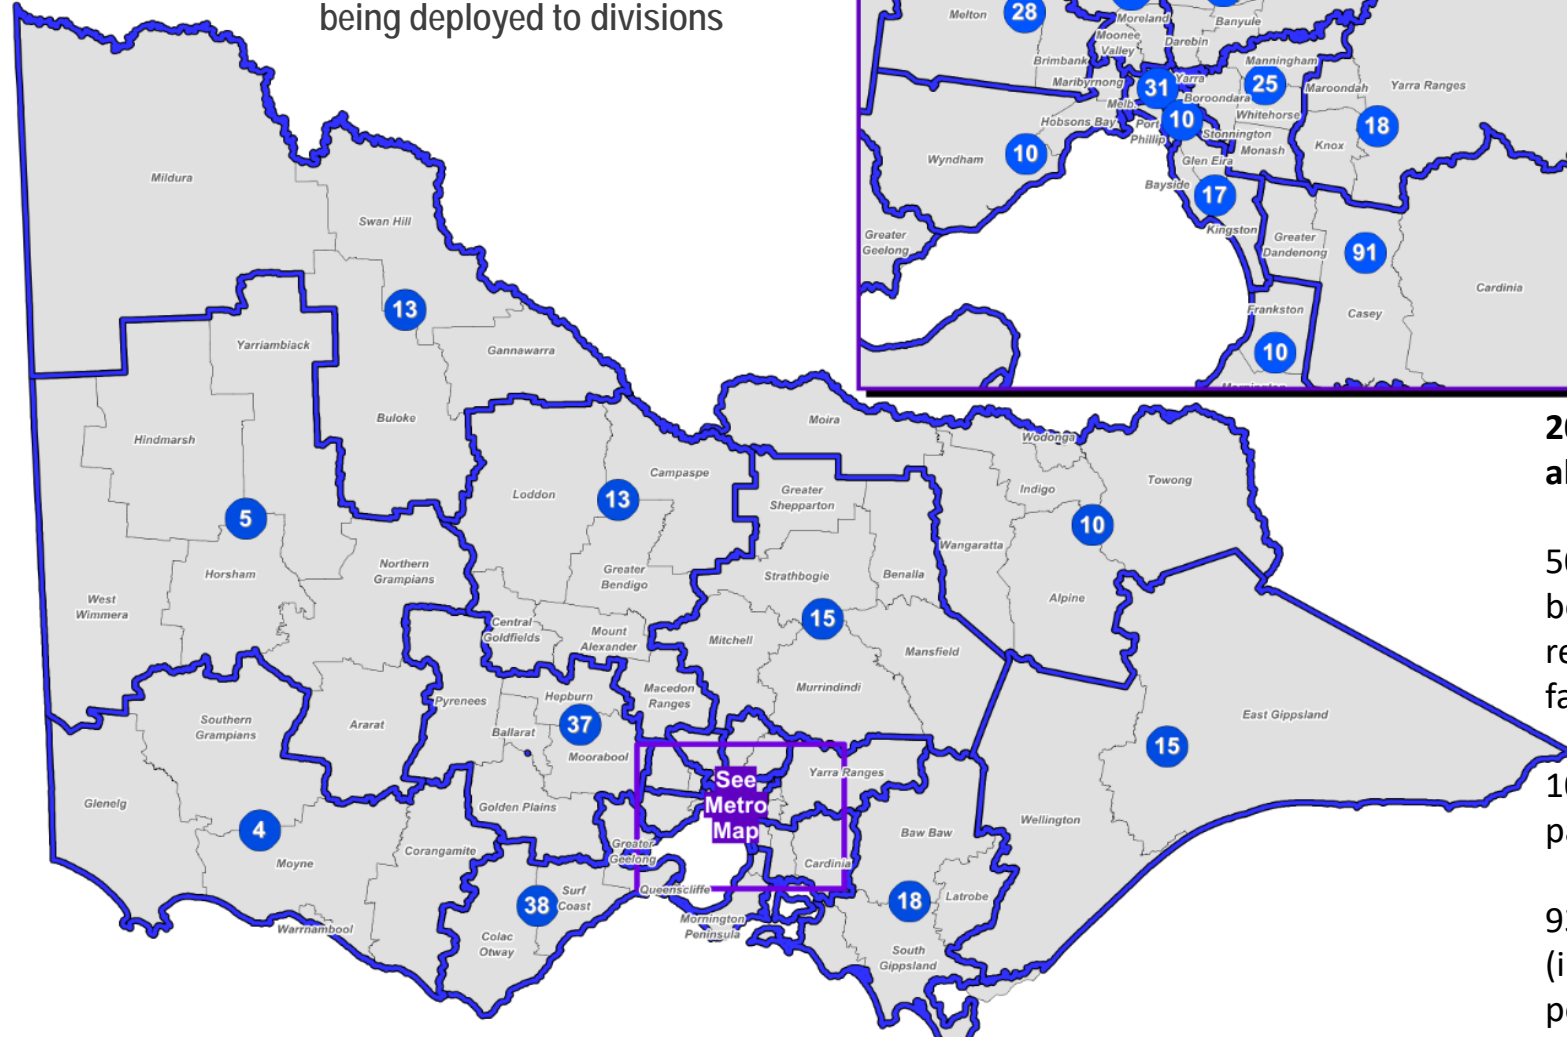 being deployed to divisions
Melton
28
Moreland
Banyule
Moonee
Valley
Darebin
Brimbank
Manningham
Maribyrnong
31
Yarra
25
Maroondah
Yarra Ranges
Melb.
Boroondara
Hobsons Bay
Port
Phillip
10
Whitehorse
Stonnington
18
Monash
Knox
Wyndham
10
Glen Eira
Bayside
17
Kingston
Greater
Geelong
Greater
Dandenong
91
Cardinia
Frankston
Casey
10
Mildura
Swan Hill
13
Yarriambiack
Gannawarra
Buloke
Moira
Hindmarsh
Wodonga
Campaspe
Towong
Loddon
13
Greater
Shepparton
Indigo
5
10
Wangaratta
Horsham
Northern
Grampians
Greater
Bendigo
Strathbogie
Benalla
West
Wimmera
Alpine
Central
Goldfields
Mount
Alexander
15
Mitchell
Mansfield
Murrindindi
Macedon
Ranges
Hepburn
Pyrenees
Southern
Grampians
Ararat
37
Ballarat
Moorabool
East Gippsland
15
See
Metro
Map
Yarra Ranges
Glenelg
Golden Plains
Wellington
4
Baw Baw
Greater
Geelong
Corangamite
Moyne
Cardinia
Queenscliffe
38
Surf
Coast
18
Latrobe
Warrnambool
Mornington
Peninsula
Colac
Otway
South
Gippsland